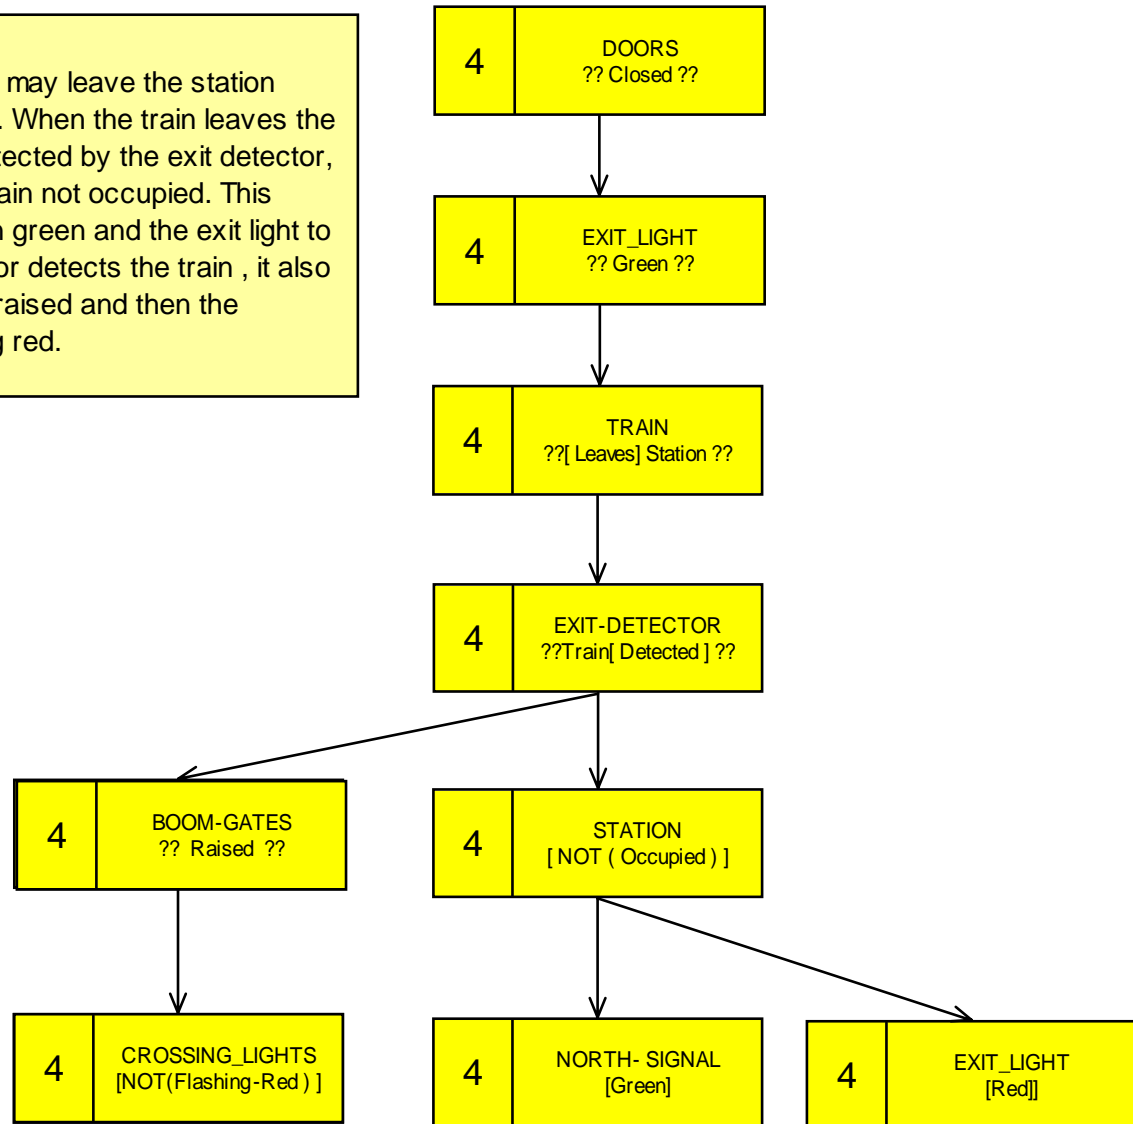 may leave the station
. When the train leaves the
tected by the exit detector,
ain not occupied. This
n green and the exit light to
or detects the train , it also
raised and then the
g red.
4
DOORS
?? Closed ??
4
EXIT_LIGHT
?? Green ??
4
TRAIN
??[ Leaves] Station ??
4
EXIT-DETECTOR
??Train[ Detected ] ??
4
BOOM-GATES
?? Raised ??
4
STATION
[ NOT ( Occupied ) ]
4
CROSSING_LIGHTS
[NOT(Flashing-Red ) ]
4
NORTH- SIGNAL
[Green]
4
EXIT_LIGHT
[Red]]